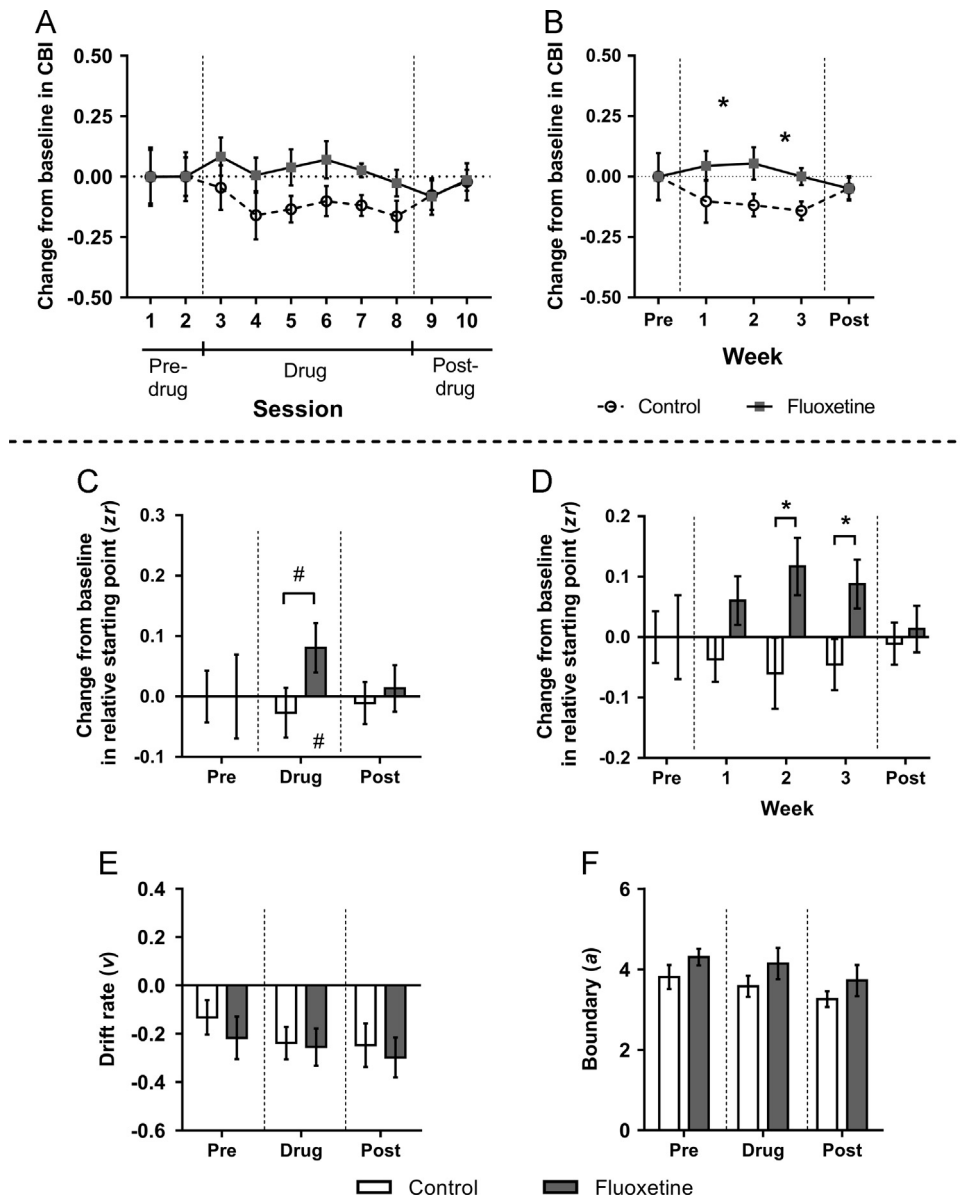 A
Change from baseline in CBI
0.50
0.25
0.00
-0.25
-0.50
1 2 3 4 5 6 7 8 9 10
Pre-drug
Drug
Post-drug
Session
B
Change from baseline in CBI
0.50
0.25
0.00
-0.25
-0.50
* *
Pre 1 2 3 Post
Week
Control Fluoxetine
C
Change from baseline
in relative starting point (zr)
0.3
0.2
0.1
0.0
-0.1
#
#
Pre Drug Post
D
Change from baseline
in relative starting point (zr)
0.2
0.1
0.0
-0.1
-0.2
* *
Pre 1 2 3 Post
Week
E
Drift rate (v)
0.4
0.2
0.0
-0.2
-0.4
-0.6
Pre Drug Post
F
Boundary (a)
6
4
2
0
Pre Drug Post
Control Fluoxetine